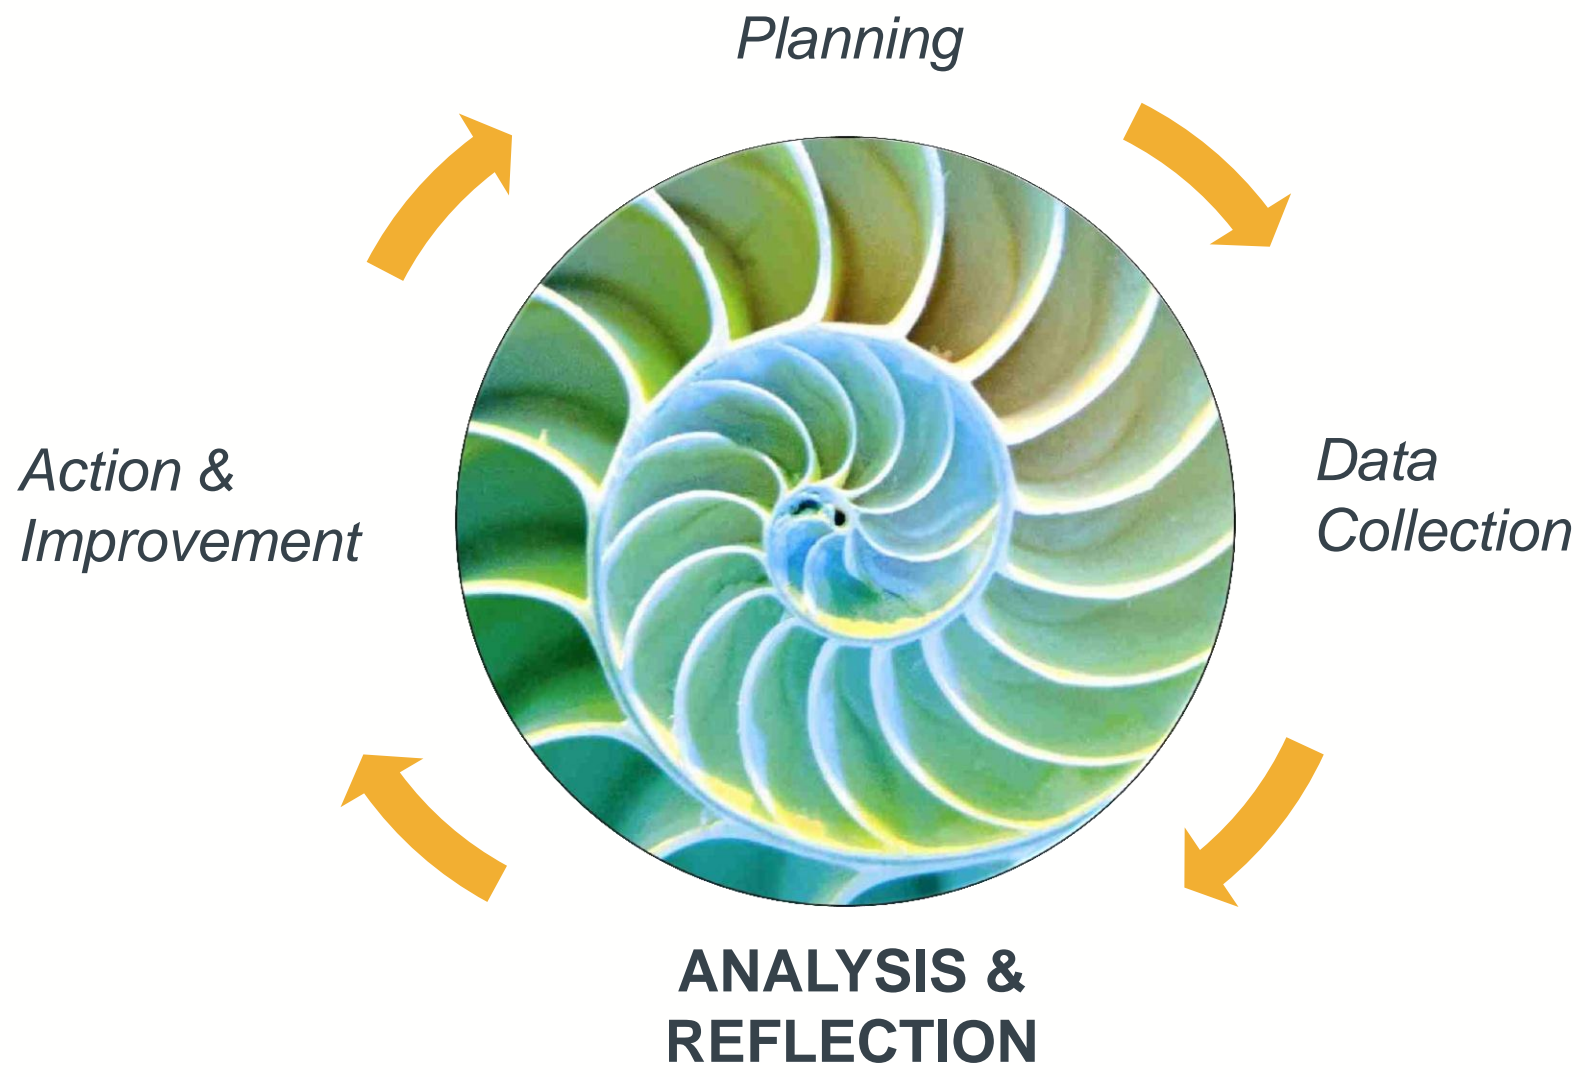 Planning
Data
Collection
ANALYSIS &
REFLECTION
Action &
Improvement